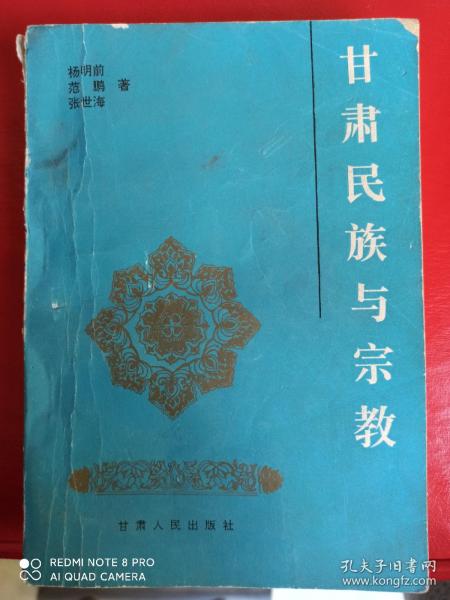 甘肃民族与宗教
杨明前
范鹏 著
张世海
甘肃人民出版社
REDMI NOTE 8 PRO
AI QUAD CAMERA
孔夫子旧书网
www.kongfz.com